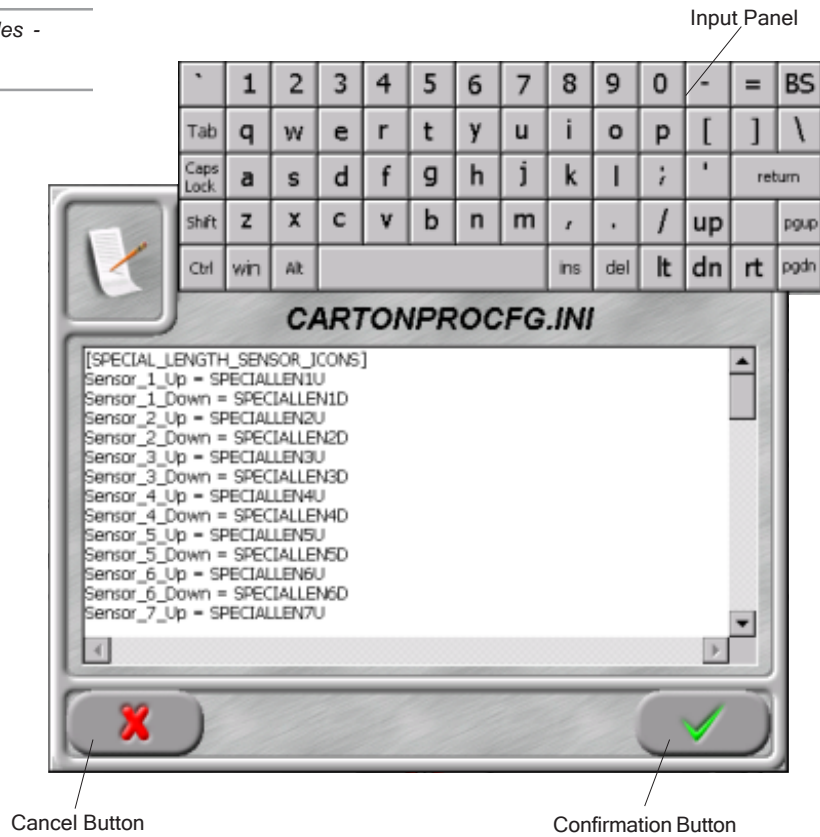 les -
Input Panel
` 1 2 3 4 5 6 7 8 9 0 - = BS
Tab q w e r t y u i o p [ ] \
Caps Lock a s d f g h j k l ; ' return
Shift z x c v b n m , . / up pgup
Ctrl win Alt ins del lt dn rt pgdn
CARTONPROCFG.INI
[SPECIAL_LENGTH_SENSOR_ICONS]
Sensor_1_Up = SPECIALLEN1U
Sensor_1_Down = SPECIALLEN1D
Sensor_2_Up = SPECIALLEN2U
Sensor_2_Down = SPECIALLEN2D
Sensor_3_Up = SPECIALLEN3U
Sensor_3_Down = SPECIALLEN3D
Sensor_4_Up = SPECIALLEN4U
Sensor_4_Down = SPECIALLEN4D
Sensor_5_Up = SPECIALLEN5U
Sensor_5_Down = SPECIALLEN5D
Sensor_6_Up = SPECIALLEN6U
Sensor_6_Down = SPECIALLEN6D
Sensor_7_Up = SPECIALLEN7U
Cancel Button
Confirmation Button